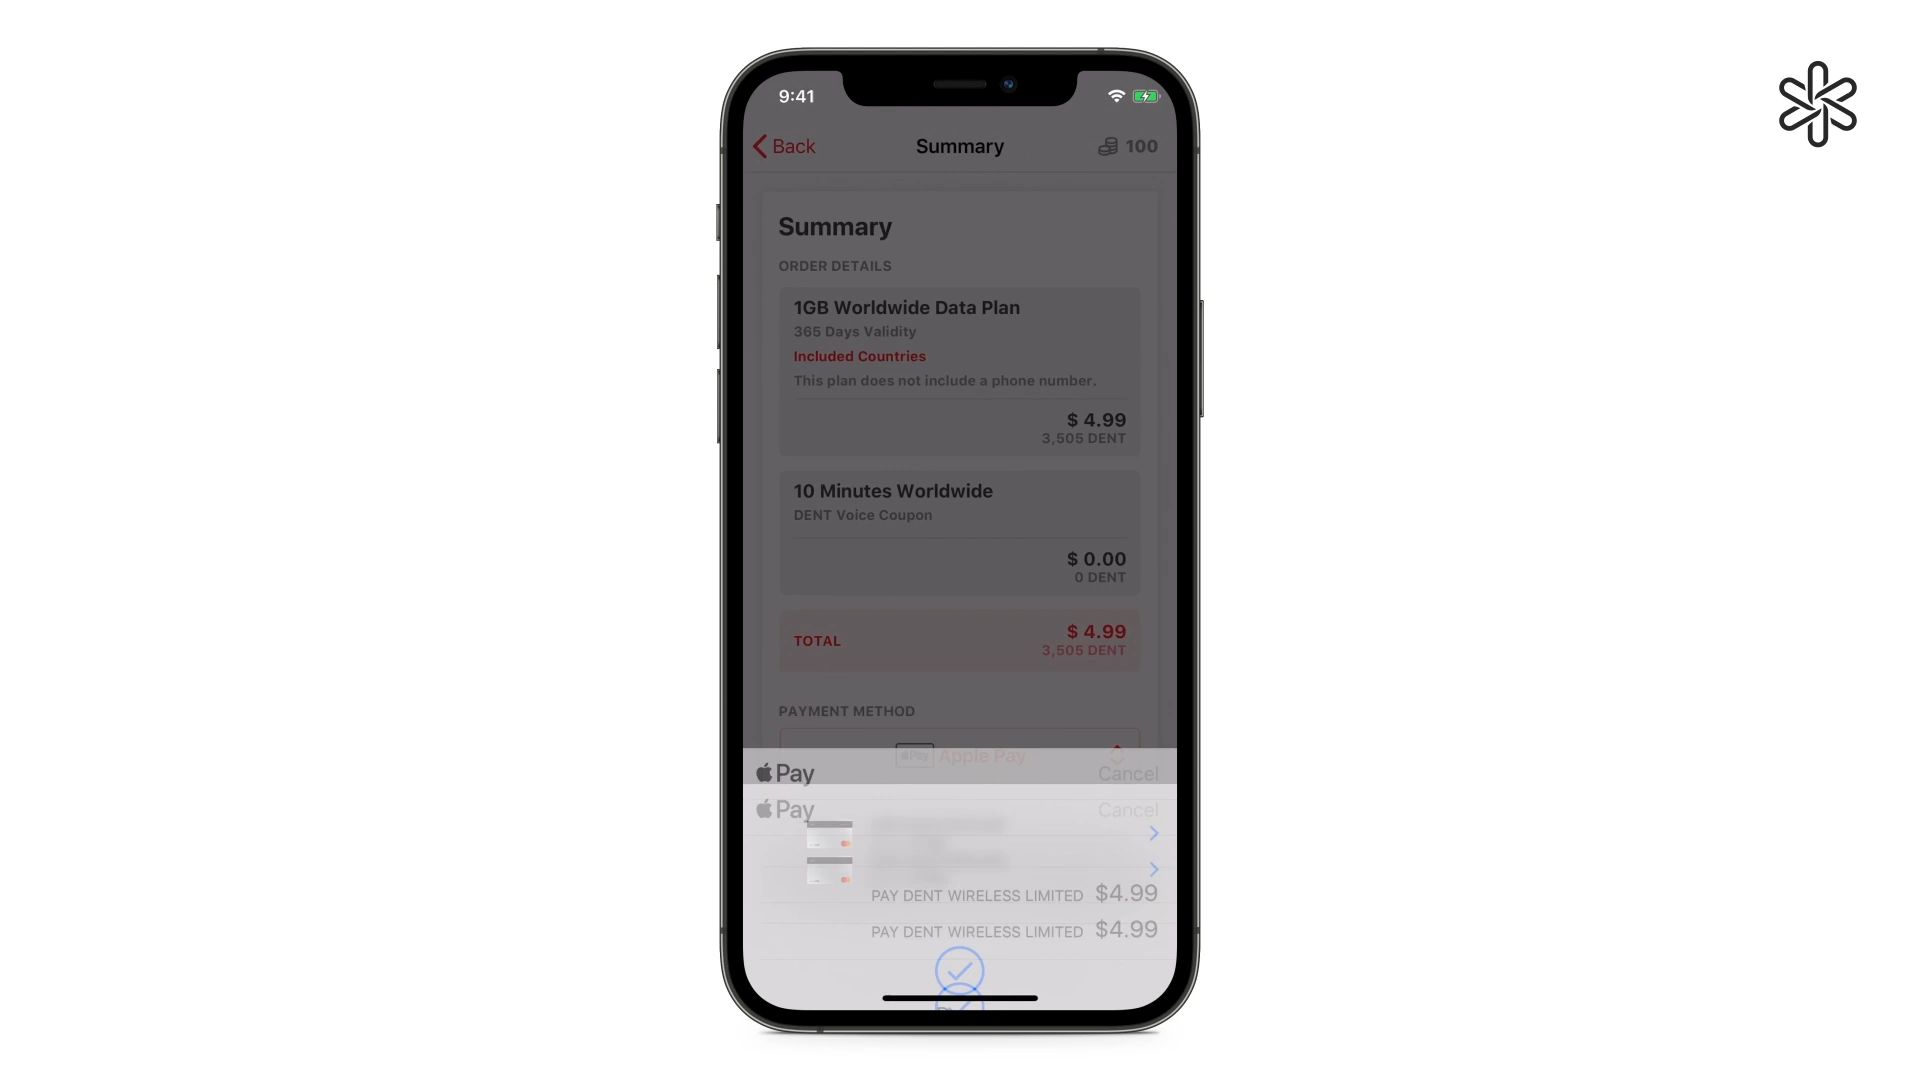 9:41
Back
Summary
100
Summary
ORDER DETAILS
1GB Worldwide Data Plan
365 Days Validity
Included Countries
This plan does not include a phone number.
$ 4.99
3,505 DENT
10 Minutes Worldwide
DENT Voice Coupon
$ 0.00
0 DENT
TOTAL
$ 4.99
3,505 DENT
PAYMENT METHOD
Pay Apple Pay
Pay Cancel
Pay Cancel
PAY DENT WIRELESS LIMITED $4.99
PAY DENT WIRELESS LIMITED $4.99